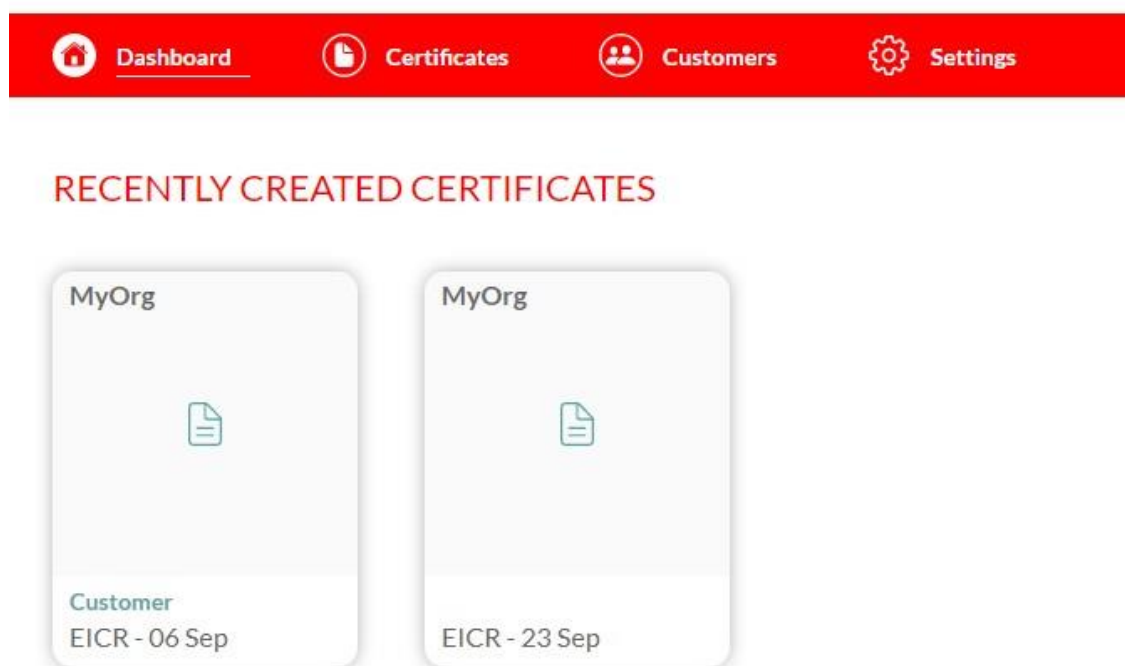 Dashboard Certificates Customers Settings
RECENTLY CREATED CERTIFICATES
MyOrg
Customer
EICR - 06 Sep
MyOrg
EICR - 23 Sep